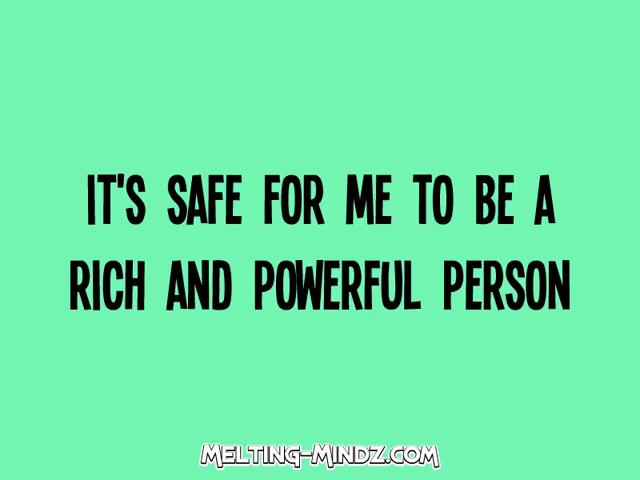 IT'S SAFE FOR ME TO BE A
RICH AND POWERFUL PERSON
MELTING-MINDZ.COM